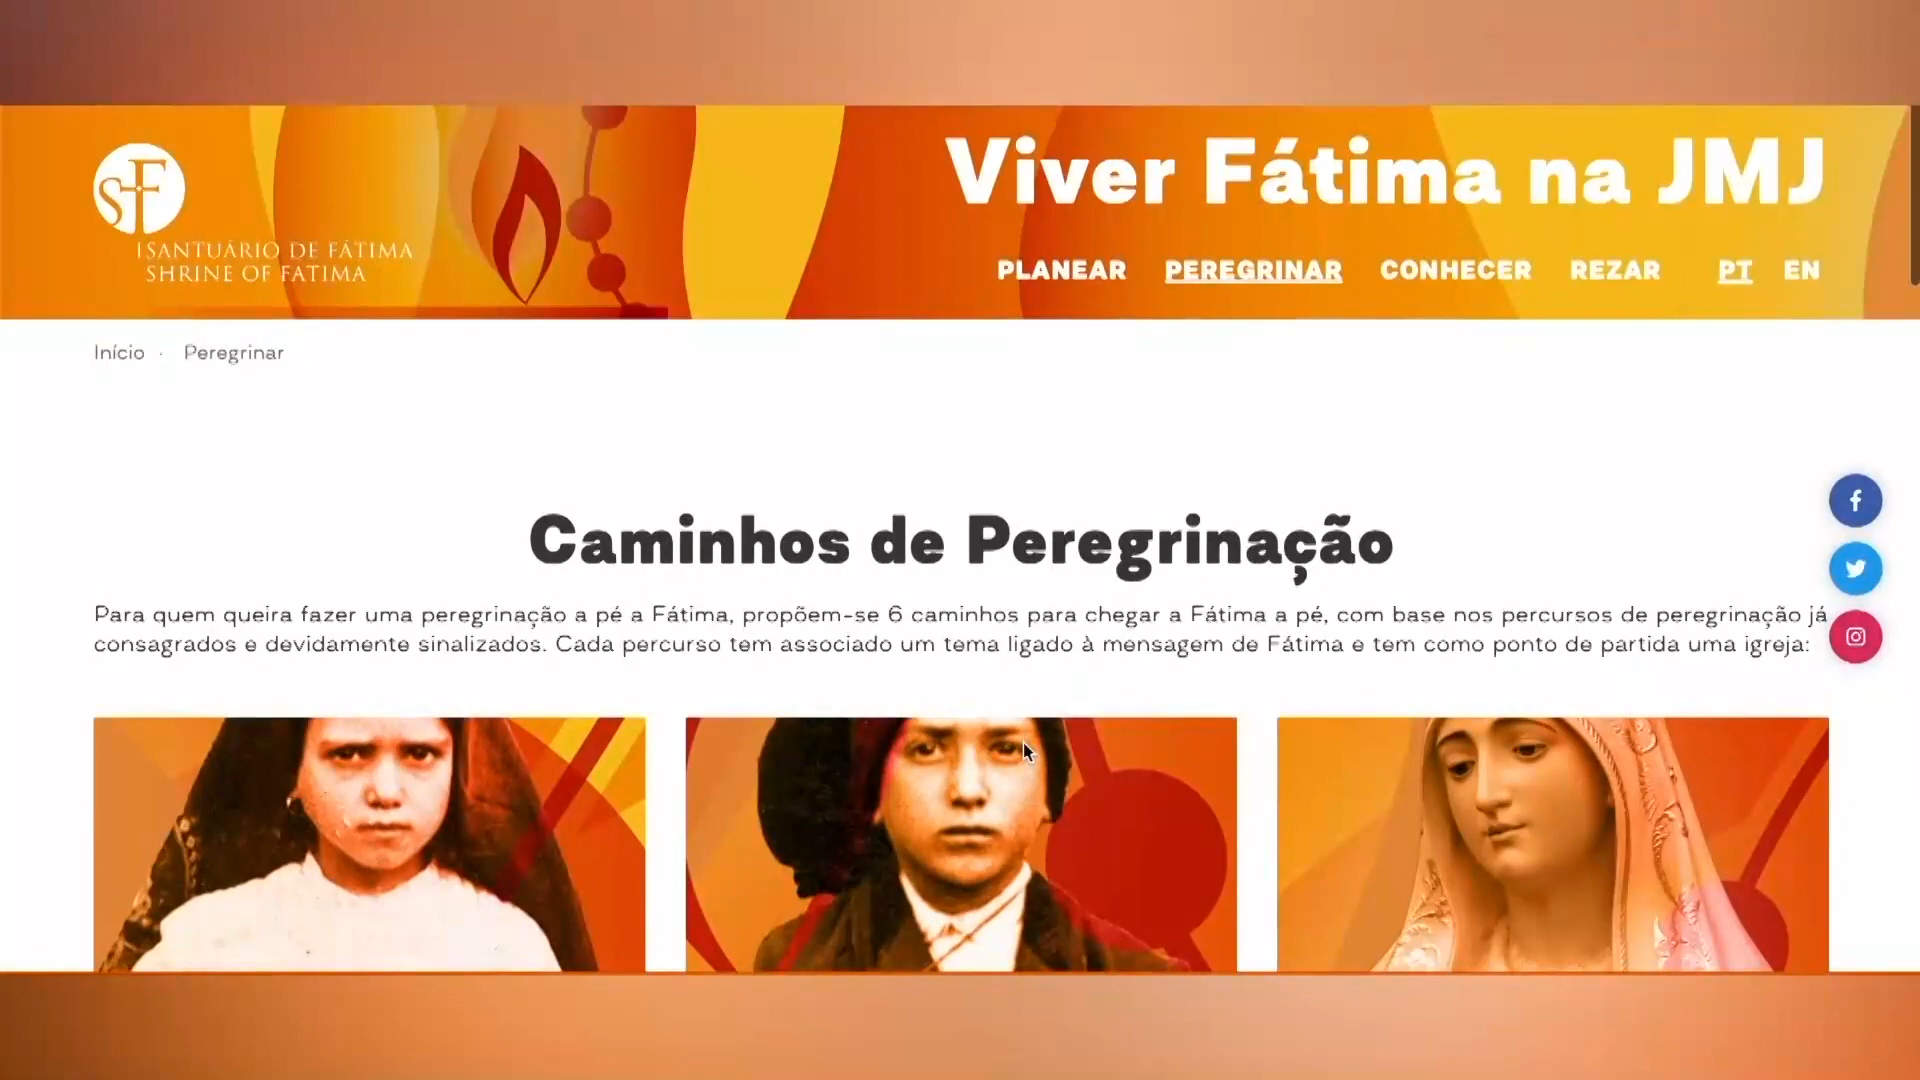 Viver Fátima na JMJ
SANTUÁRIO DE FÁTIMA
SHRINE OF FATIMA
PLANEAR PEREGRINAR CONHECER REZAR PT EN
Início · Peregrinar
Caminhos de Peregrinação
Para quem queira fazer uma peregrinação a pé a Fátima, propõem-se 6 caminhos para chegar a Fátima a pé, com base nos percursos de peregrinação já
consagrados e devidamente sinalizados. Cada percurso tem associado um tema ligado à mensagem de Fátima e tem como ponto de partida uma igreja: